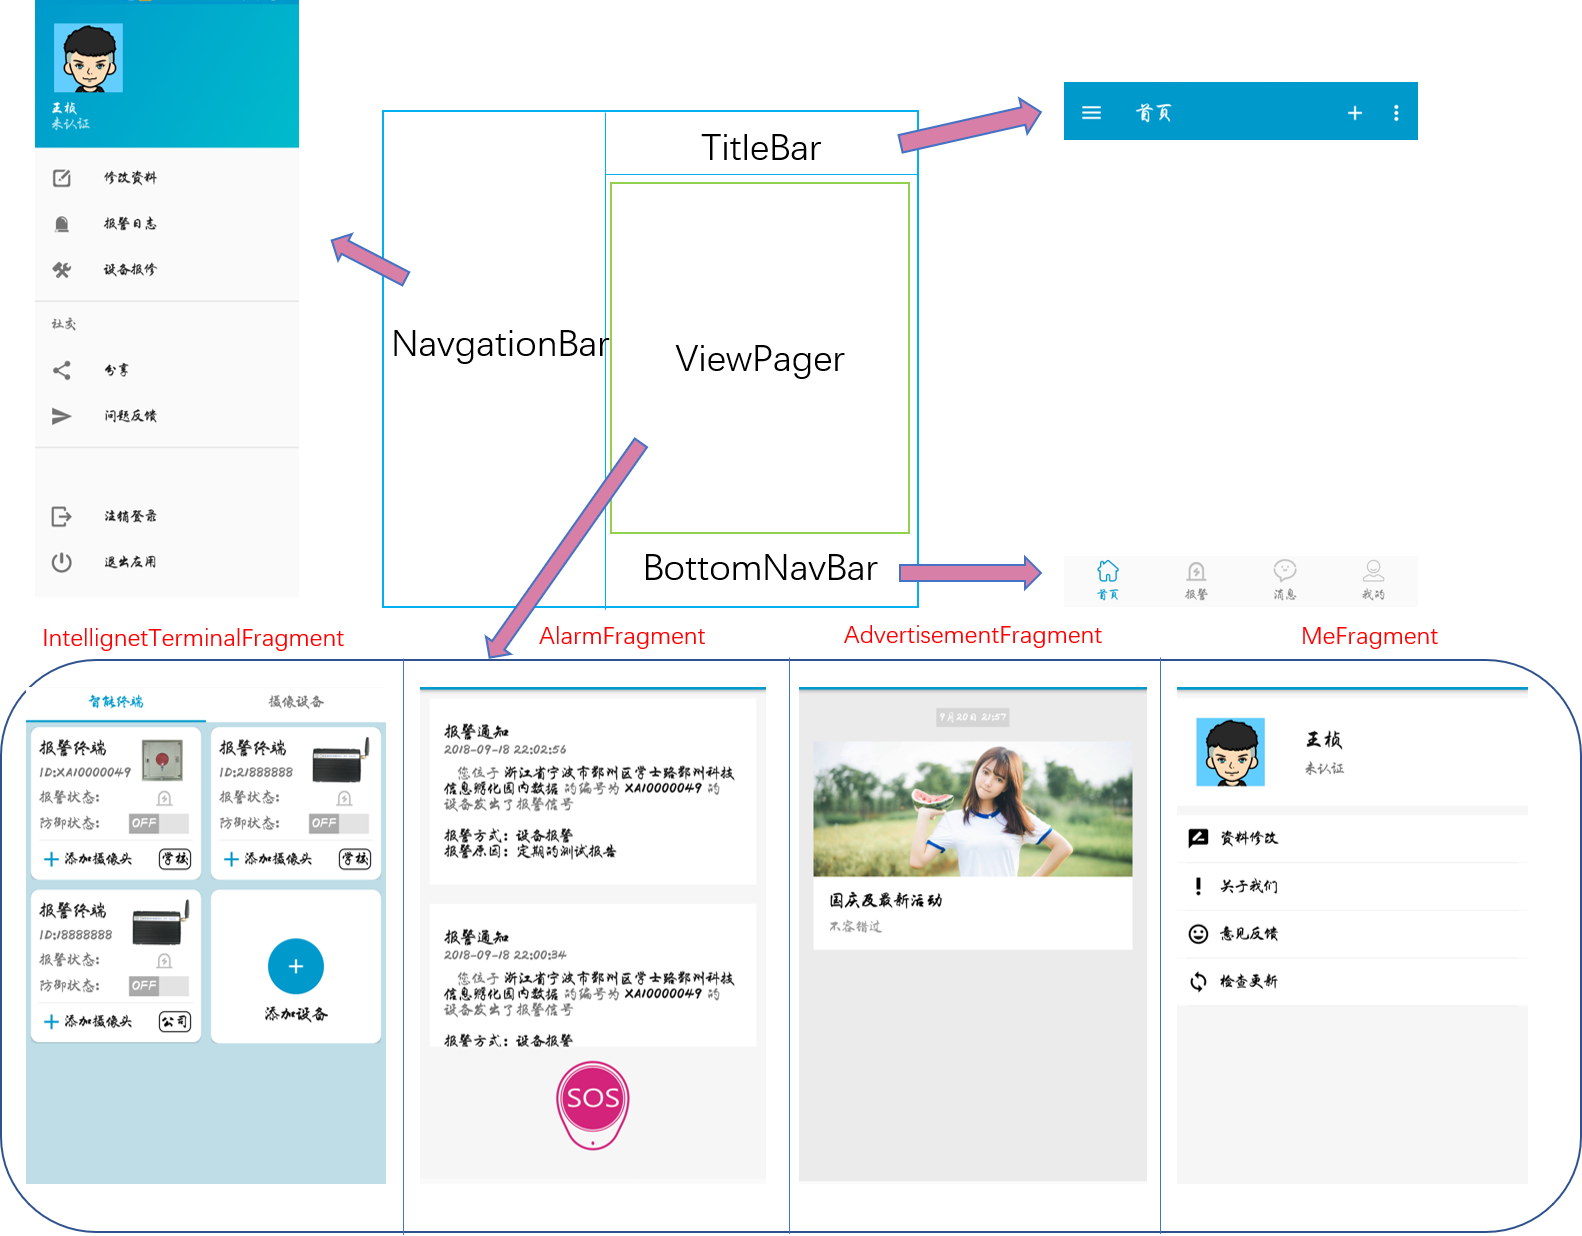 王桢
未认证
修改资料
报警日志
设备报修
社交
分享
问题反馈
注销登录
退出应用
TitleBar
NavgationBar
ViewPager
BottomNavBar
首页
首页
报警
消息
我的
IntellignetTerminalFragment
AlarmFragment
AdvertisementFragment
MeFragment
智能终端
摄像设备
报警终端
ID:XA10000049
报警状态:
防御状态:
OFF
添加摄像头
学校
报警终端
ID:21888888
报警状态:
防御状态:
OFF
添加摄像头
学校
报警终端
ID:18888888
报警状态:
防御状态:
OFF
添加摄像头
公司
添加设备
报警通知
2018-09-18 22:02:56
您位于 浙江省宁波市鄞州区学士路鄞州科技
信息孵化园内数据 的编号为 XA10000049 的
设备发出了报警信号
报警方式：设备报警
报警原因：定期的测试报告
报警通知
2018-09-18 22:00:34
您位于 浙江省宁波市鄞州区学士路鄞州科技
信息孵化园内数据 的编号为 XA10000049 的
设备发出了报警信号
报警方式：设备报警
SOS
9月20日 21:57
国庆及最新活动
不容错过
王桢
未认证
资料修改
关于我们
意见反馈
检查更新